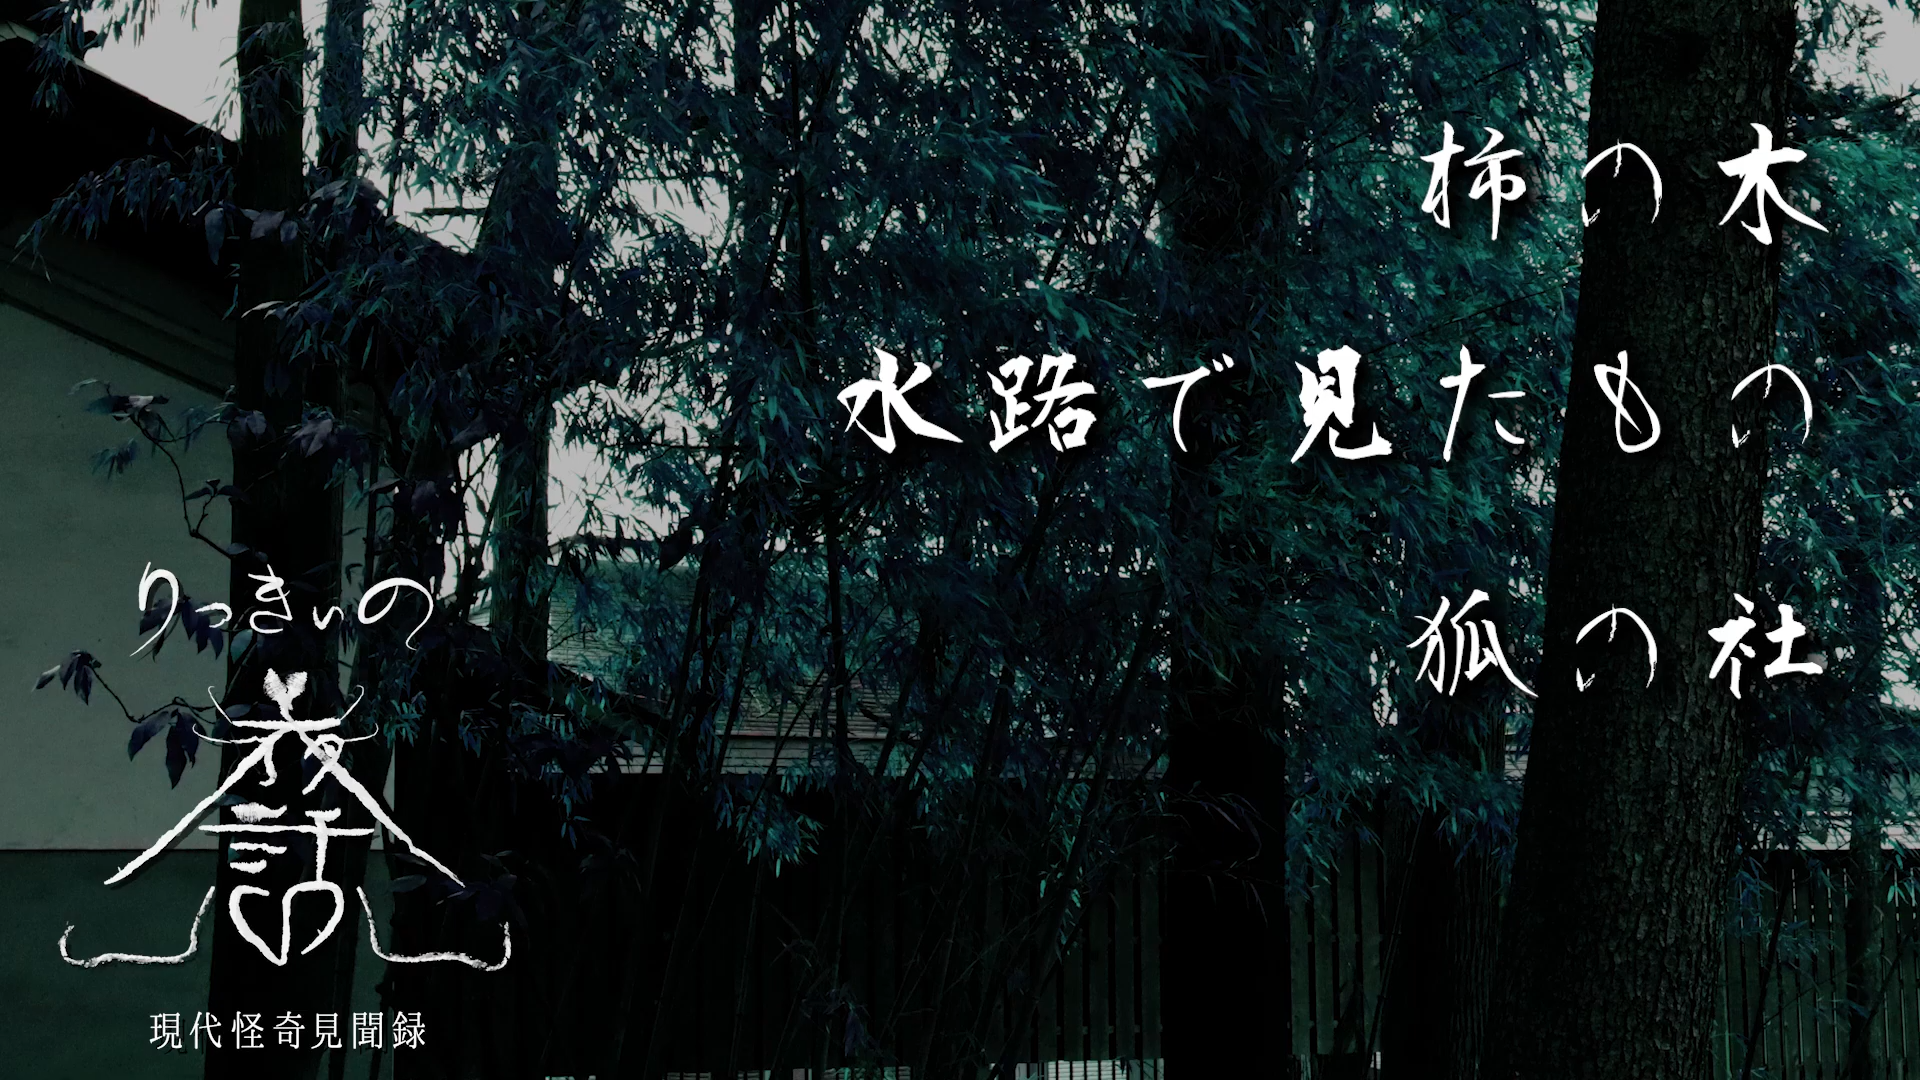 柿の木
水路で見たもの
狐の社
りっきぃの
夜話
現代怪奇見聞録